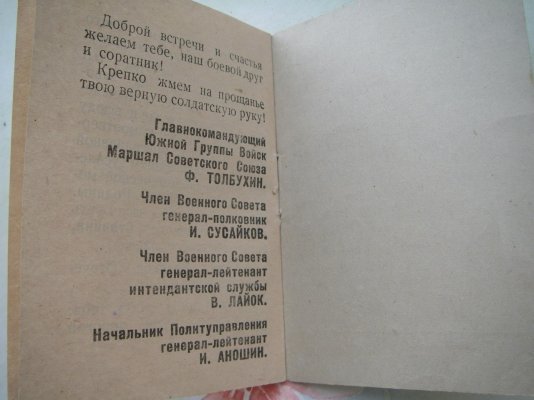 Доброй встречи и счастья
желаем тебе, наш боевой друг
и соратник!
Крепко жмем на прощанье
твою верную солдатскую руку!
Главнокомандующий
Южной Группы Войск
Маршал Советского Союза
Ф. ТОЛБУХИН.
Член Военного Совета
генерал-полковник
И. СУСАЙКОВ.
Член Военного Совета
генерал-лейтенант
интендантской службы
В. ЛАЙОК.
Начальник Политуправления
генерал-лейтенант
И. АНОШИН.